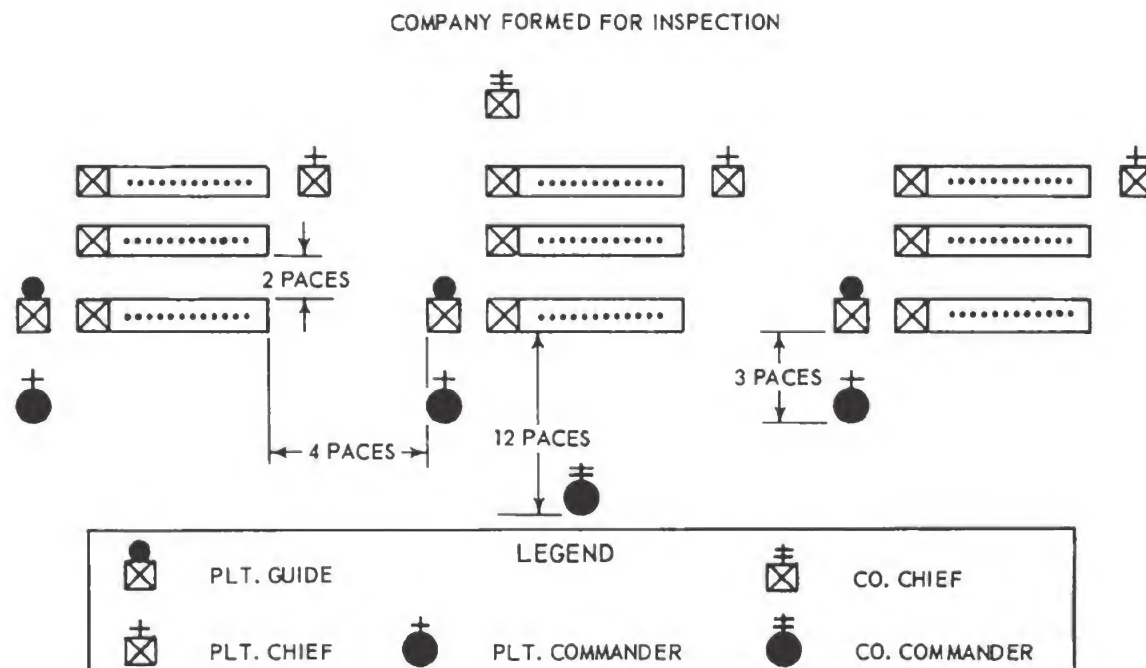 COMPANY FORMED FOR INSPECTION
2 PACES
3 PACES
12 PACES
4 PACES
LEGEND
PLT. GUIDE
CO. CHIEF
PLT. CHIEF
PLT. COMMANDER
CO. COMMANDER